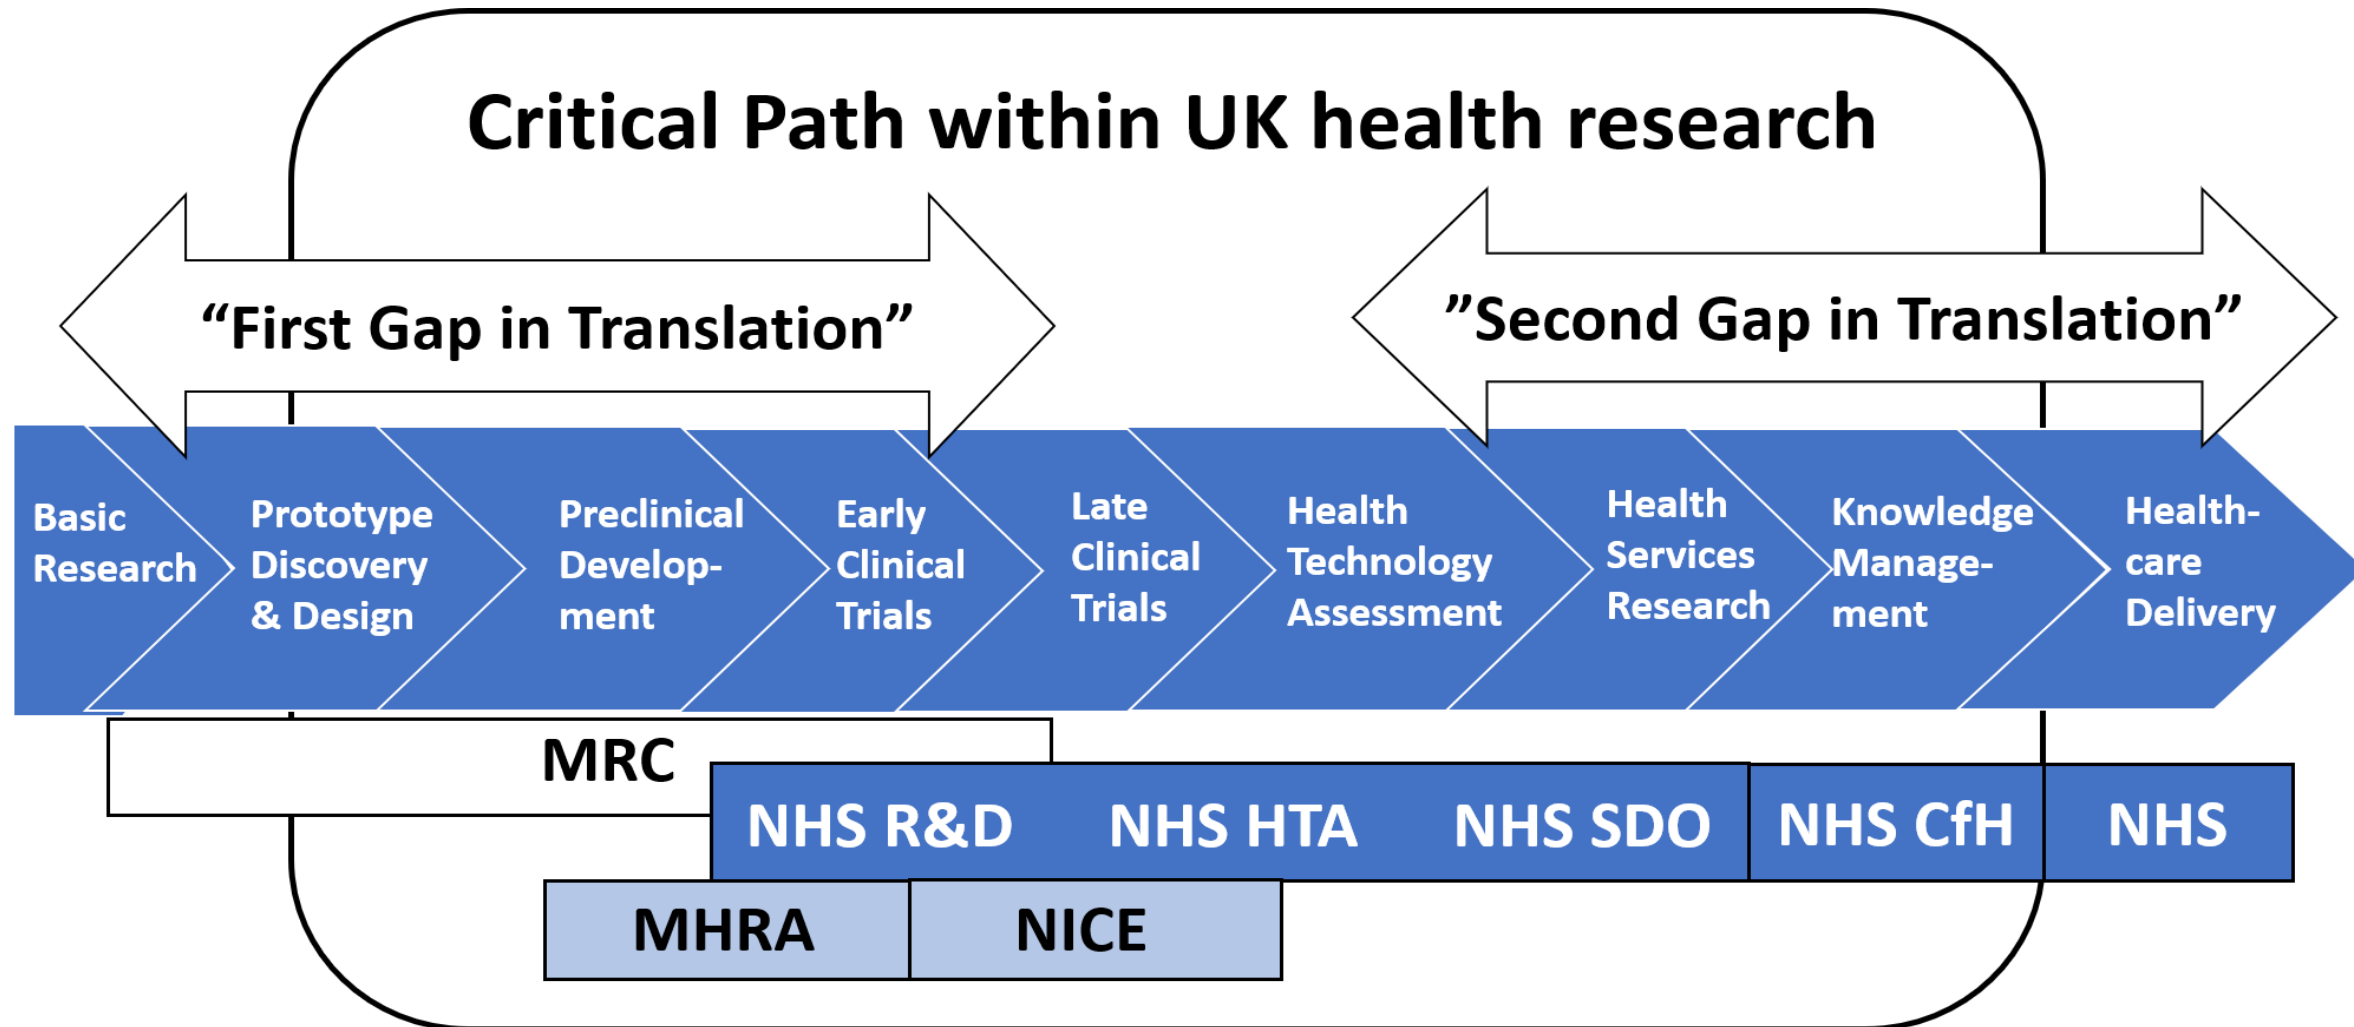 Critical Path within UK health research
“First Gap in Translation”
”Second Gap in Translation”
Basic
Research
Prototype
Discovery
& Design
Preclinical
Develop-
ment
Early
Clinical
Trials
Late
Clinical
Trials
Health
Technology
Assessment
Health
Services
Research
Knowledge
Manage-
ment
Health-
care
Delivery
MRC
NHS R&D
NHS HTA
NHS SDO
NHS CfH
NHS
MHRA
NICE